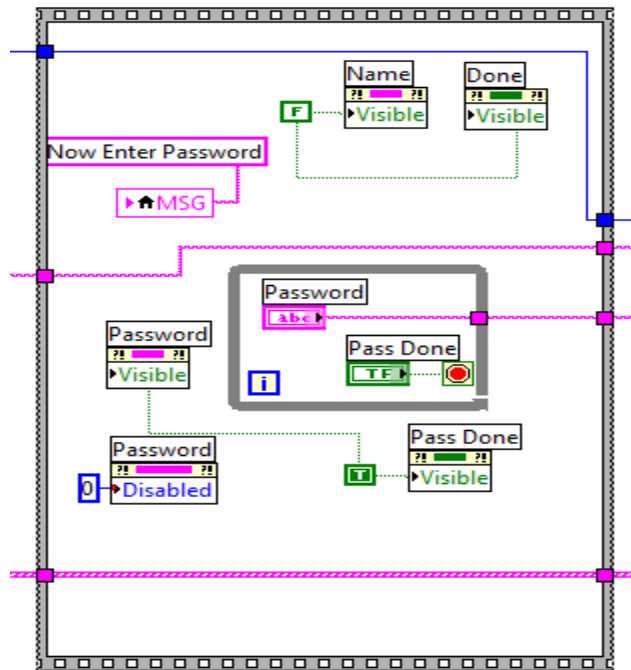 Name
?! ?!
Visible
Done
?! ?!
Visible
F
Now Enter Password
MSG
Password
abc
Pass Done
TF
i
Password
?! ?!
Visible
Password
?! ?!
0
Disabled
T
Pass Done
?! ?!
Visible